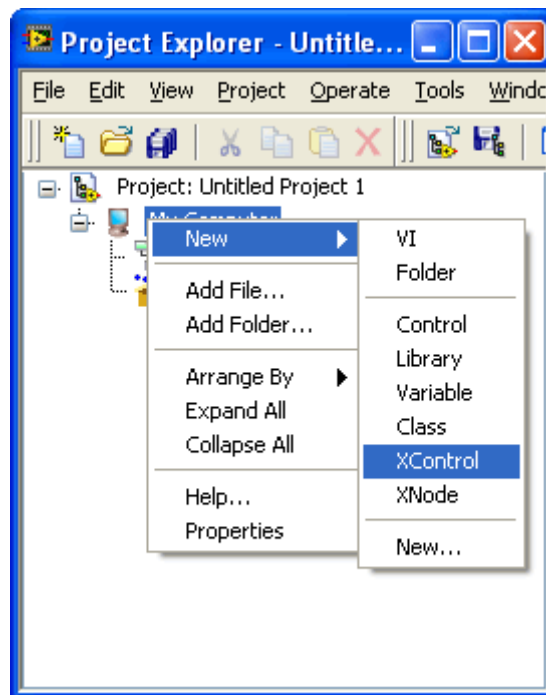 Project Explorer - Untitle...
File Edit View Project Operate Tools Windo
Project: Untitled Project 1
My Computer
New
Add File...
Add Folder...
Arrange By
Expand All
Collapse All
Help...
Properties
VI
Folder
Control
Library
Variable
Class
XControl
XNode
New...